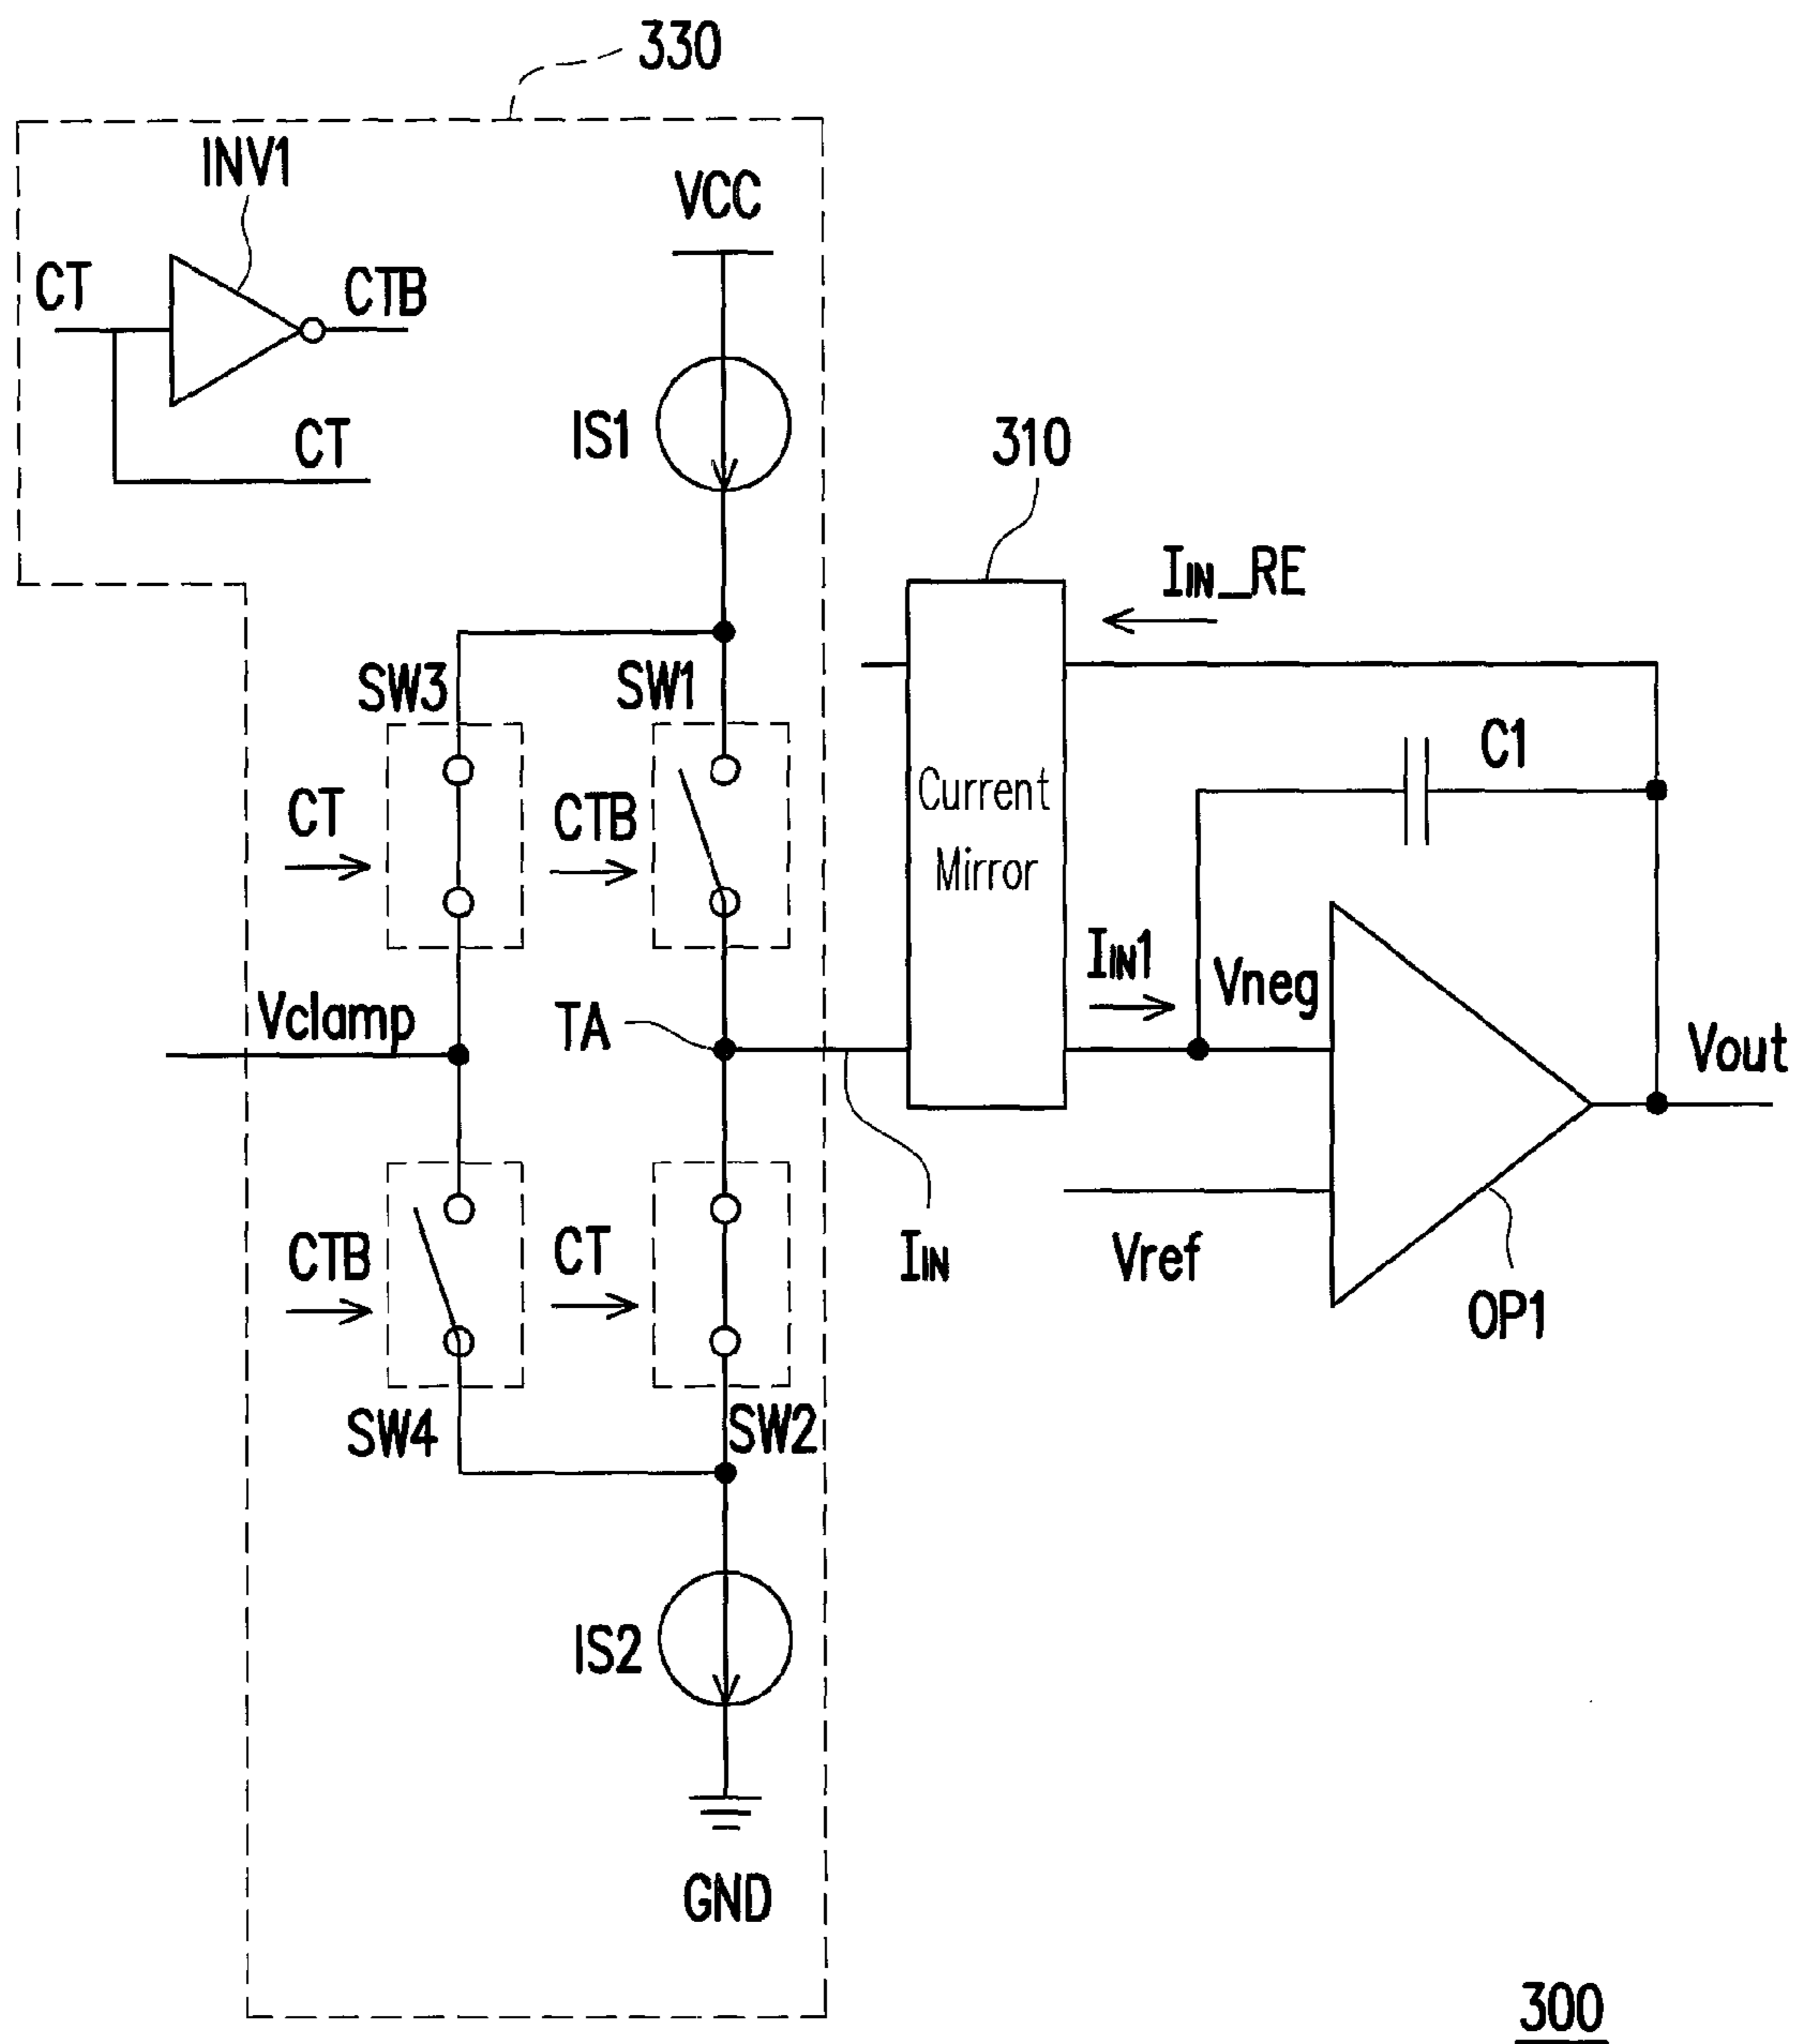 330
INV1
VCC
CT
CTB
CT
IS1
310
IIN_RE
SW3
SW1
C1
CT
CTB
Current
Mirror
IIN1
Vneg
Vclamp
TA
Vout
CTB
CT
IIN
Vref
OP1
SW4
SW2
IS2
GND
300